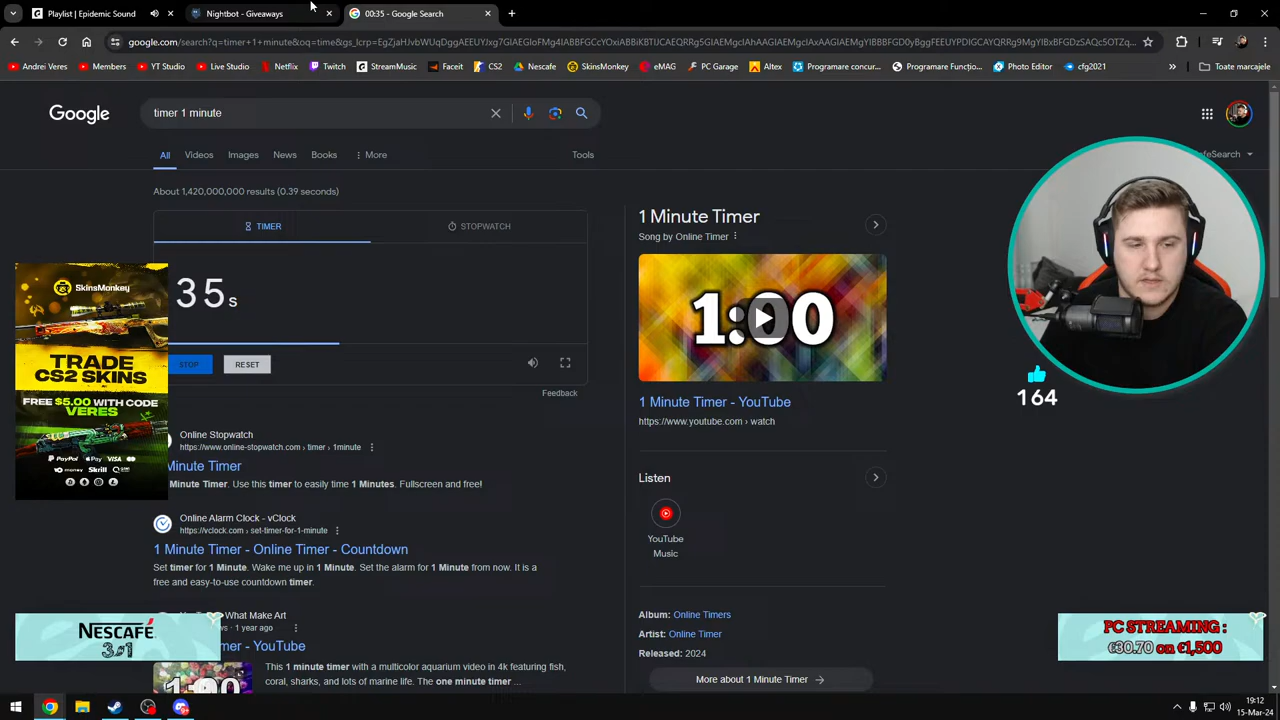 Playlist | Epidemic Sound
Nightbot - Giveaways
00:35 - Google Search
Andrei Veres
Members
YT Studio
Live Studio
Netflix
Twitch
StreamMusic
Faceit
CS2
Nescafe
SkinsMonkey
eMAG
PC Garage
Altex
Programare concur...
Programare Funcțio...
Photo Editor
cfg2021
Toate marcajele
Google
timer 1 minute
All
Videos
Images
News
Books
More
Tools
feSearch
About 1,420,000,000 results (0.39 seconds)
TIMER
STOPWATCH
35s
STOP
RESET
Feedback
SkinsMonkey
TRADE
CS2 SKINS
FREE $5.00 WITH CODE
VERES
PayPal
Pay
VISA
money
Skrill
Online Stopwatch
https://www.online-stopwatch.com › timer › 1minute
Minute Timer
Minute Timer. Use this timer to easily time 1 Minutes. Fullscreen and free!
Online Alarm Clock - vClock
https://vclock.com › set-timer-for-1-minute
1 Minute Timer - Online Timer - Countdown
Set timer for 1 Minute. Wake me up in 1 Minute. Set the alarm for 1 Minute from now. It is a
free and easy-to-use countdown timer.
What Make Art
1 year ago
mer - YouTube
This 1 minute timer with a multicolor aquarium video in 4k featuring fish,
coral, sharks, and lots of marine life. The one minute timer ...
NESCAFÉ
3in1
1 Minute Timer
Song by Online Timer
1:00
1 Minute Timer - YouTube
https://www.youtube.com › watch
Listen
YouTube
Music
Album: Online Timers
Artist: Online Timer
Released: 2024
More about 1 Minute Timer
164
PC STREAMING :
€30.70 on €1,500
19:12
15-Mar-24